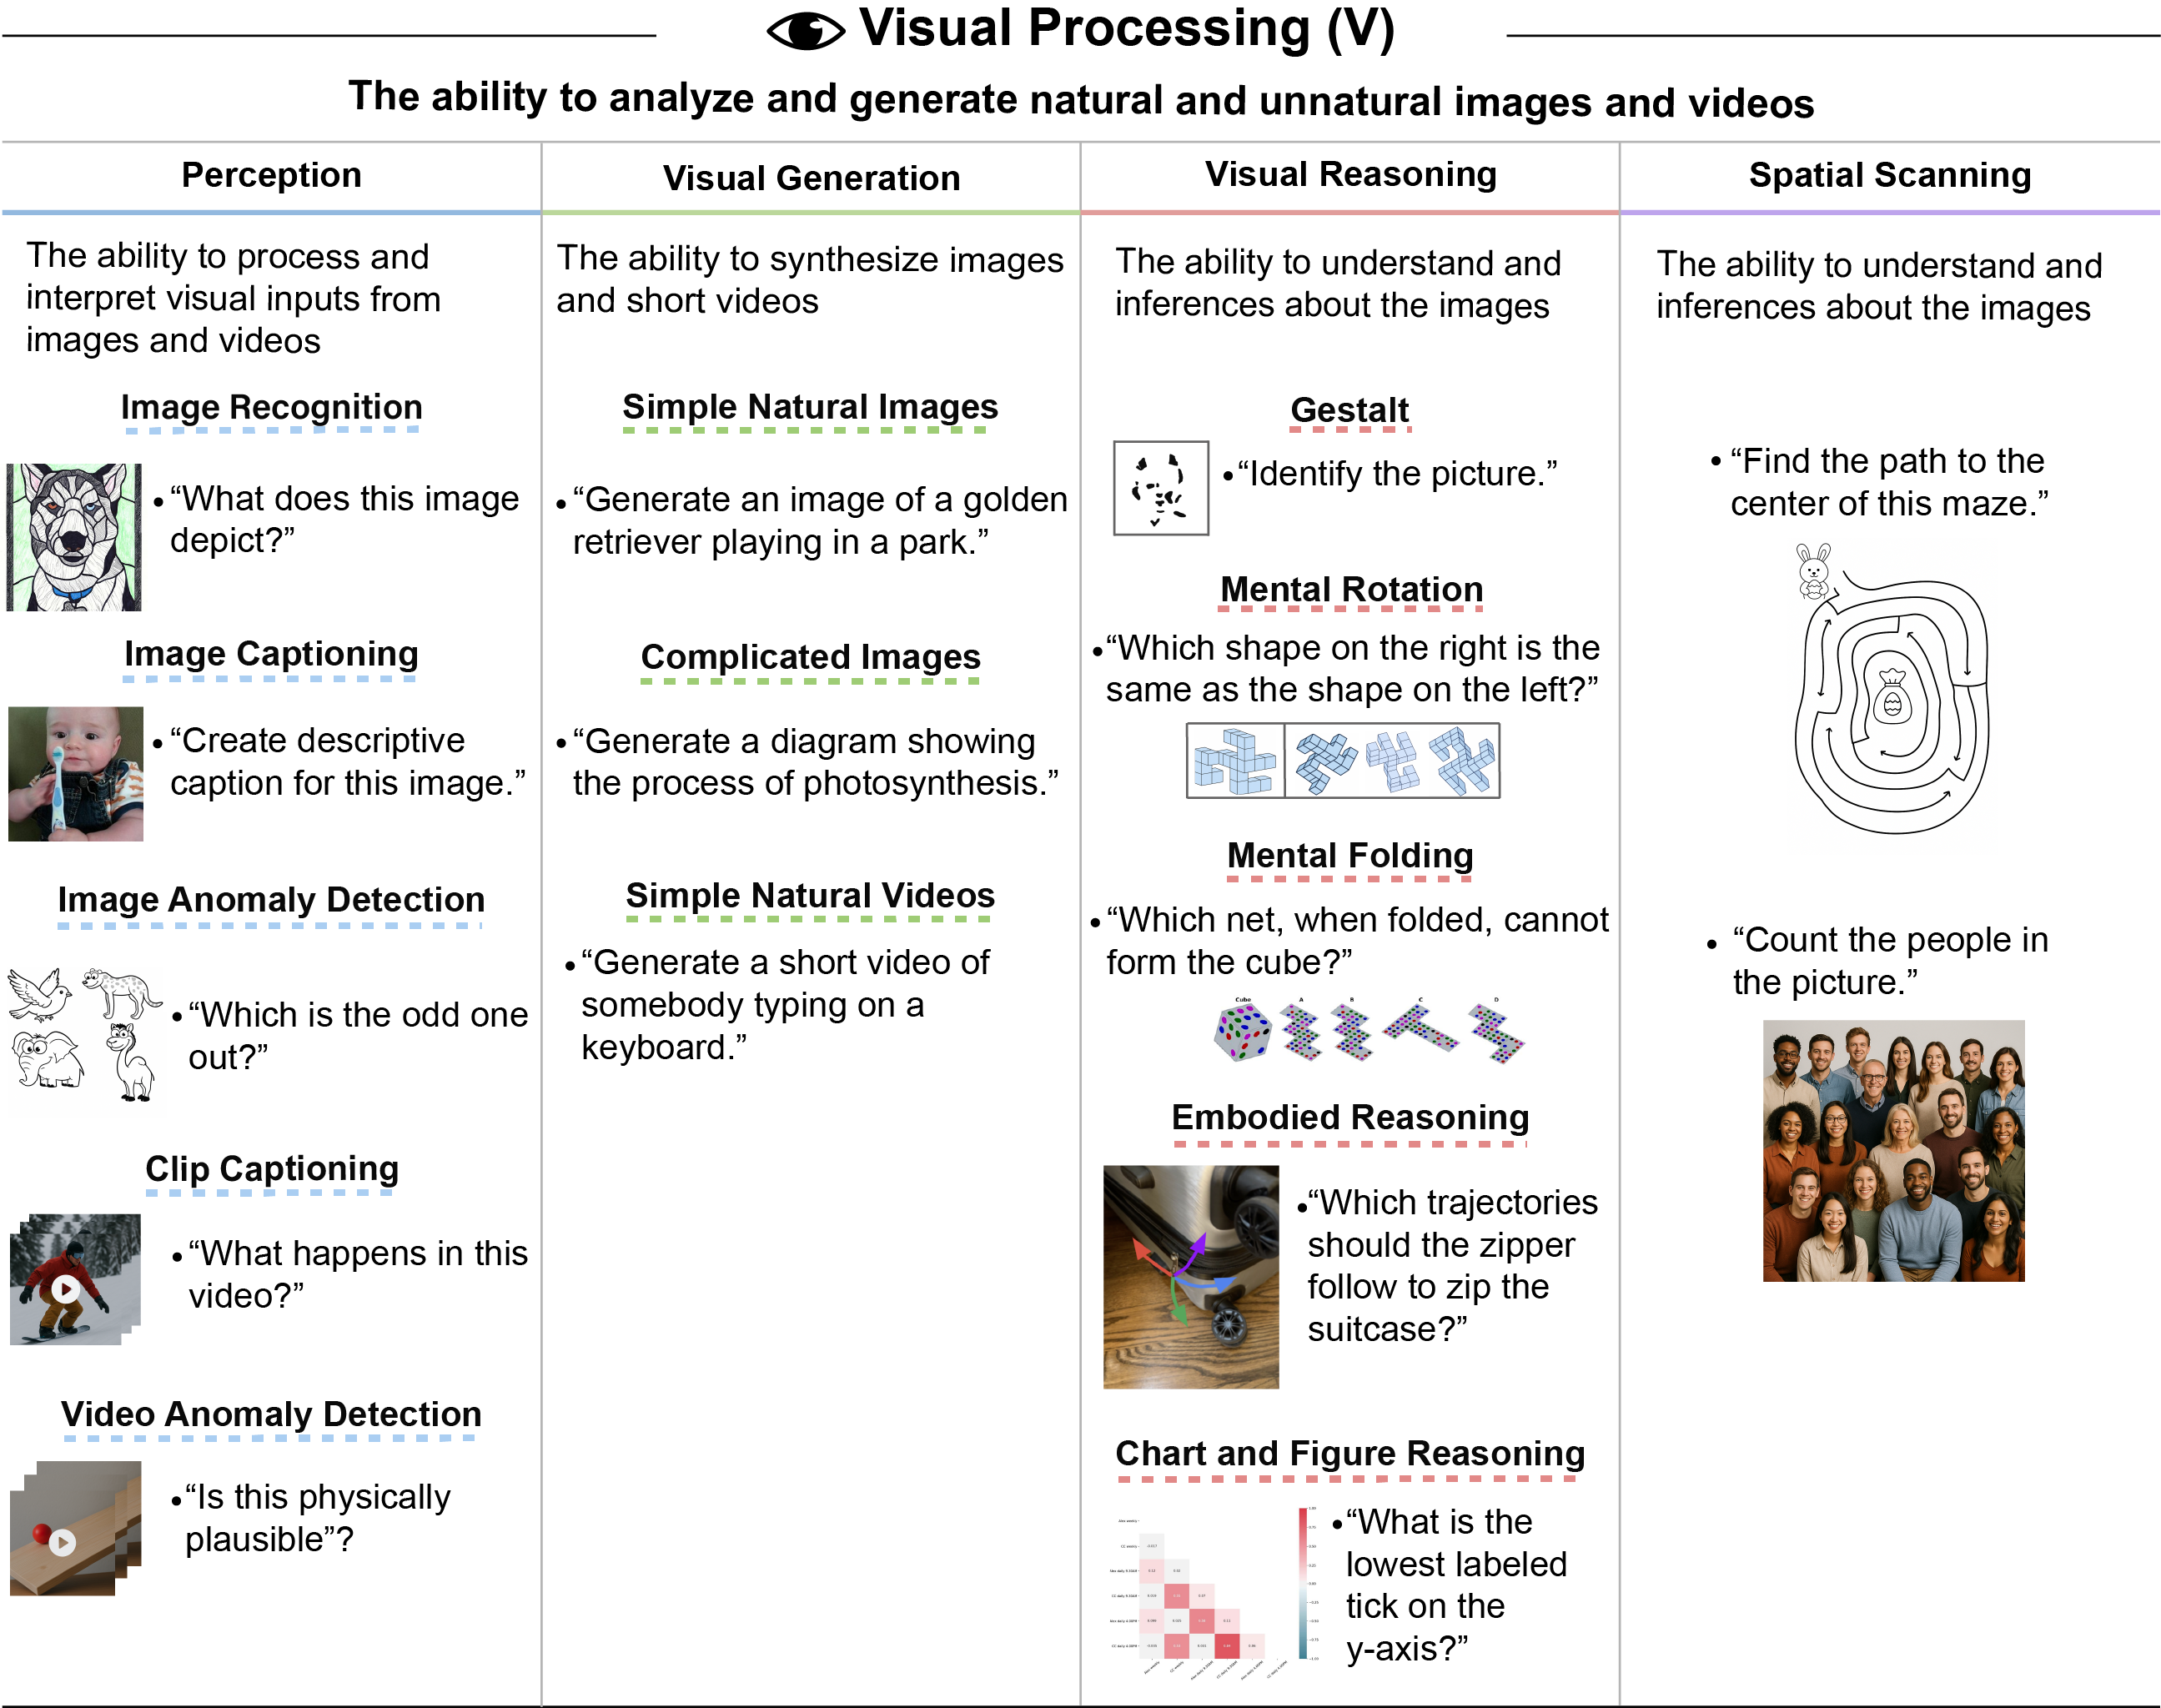 Visual Processing (V)
The ability to analyze and generate natural and unnatural images and videos
Perception
The ability to process and
interpret visual inputs from
images and videos
Image Recognition
•“What does this image
depict?”
Image Captioning
•“Create descriptive
caption for this image.”
Image Anomaly Detection
•“Which is the odd one
out?”
Clip Captioning
•“What happens in this
video?”
Video Anomaly Detection
•“Is this physically
plausible”?
Visual Generation
The ability to synthesize images
and short videos
Simple Natural Images
•“Generate an image of a golden
retriever playing in a park.”
Complicated Images
•“Generate a diagram showing
the process of photosynthesis.”
Simple Natural Videos
•“Generate a short video of
somebody typing on a
keyboard.”
Visual Reasoning
The ability to understand and
inferences about the images
Gestalt
•“Identify the picture.”
Mental Rotation
•“Which shape on the right is the
same as the shape on the left?”
Mental Folding
•“Which net, when folded, cannot
form the cube?”
Cube A B C D
Embodied Reasoning
•“Which trajectories
should the zipper
follow to zip the
suitcase?”
Chart and Figure Reasoning
•“What is the
lowest labeled
tick on the
y-axis?”
Spatial Scanning
The ability to understand and
inferences about the images
•“Find the path to the
center of this maze.”
•“Count the people in
the picture.”